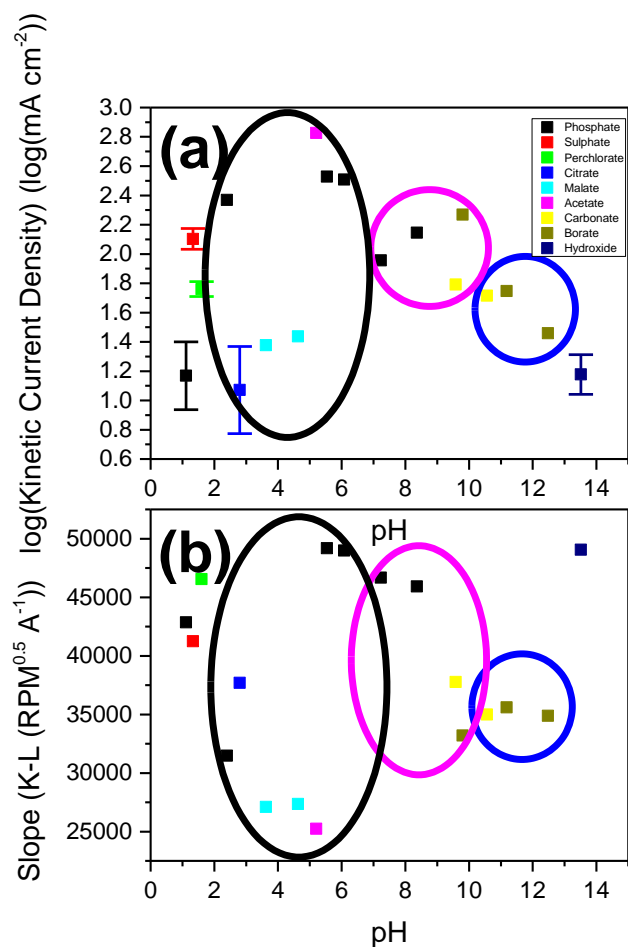 log(Kinetic Current Density) (log(mA cm-2))
(a)
3.0
2.8
2.6
2.4
2.2
2.0
1.8
1.6
1.4
1.2
1.0
0.8
0.6
Phosphate
Sulphate
Perchlorate
Citrate
Malate
Acetate
Carbonate
Borate
Hydroxide
0 2 4 6 8 10 12 14
pH
Slope (K-L (RPM0.5 A-1))
(b)
50000
45000
40000
35000
30000
25000
0 2 4 6 8 10 12 14
pH